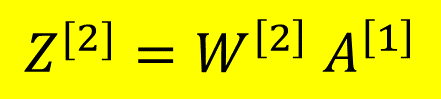 Z^[2] = W^[2] A^[1]